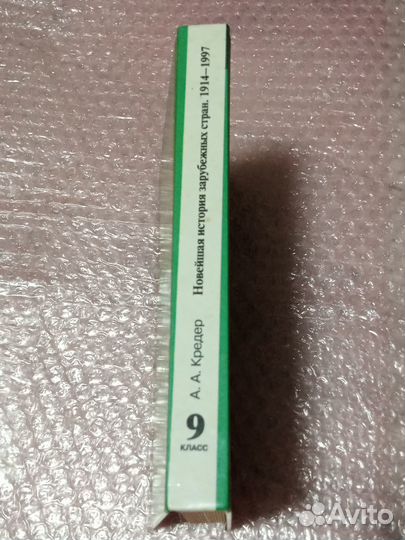 9
КЛАСС
А. А. Кредер
Новейшая история зарубежных стран. 1914–1997
Avito